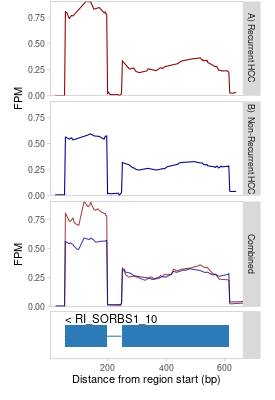 0.75
0.50
0.25
0.00
A) Recurrent HCC
0.75
0.50
0.25
0.00
B) Non-Recurrent HCC
0.75
0.50
0.25
0.00
Combined
FPM
FPM
< RI_SORBS1_10
0
200
400
600
Distance from region start (bp)